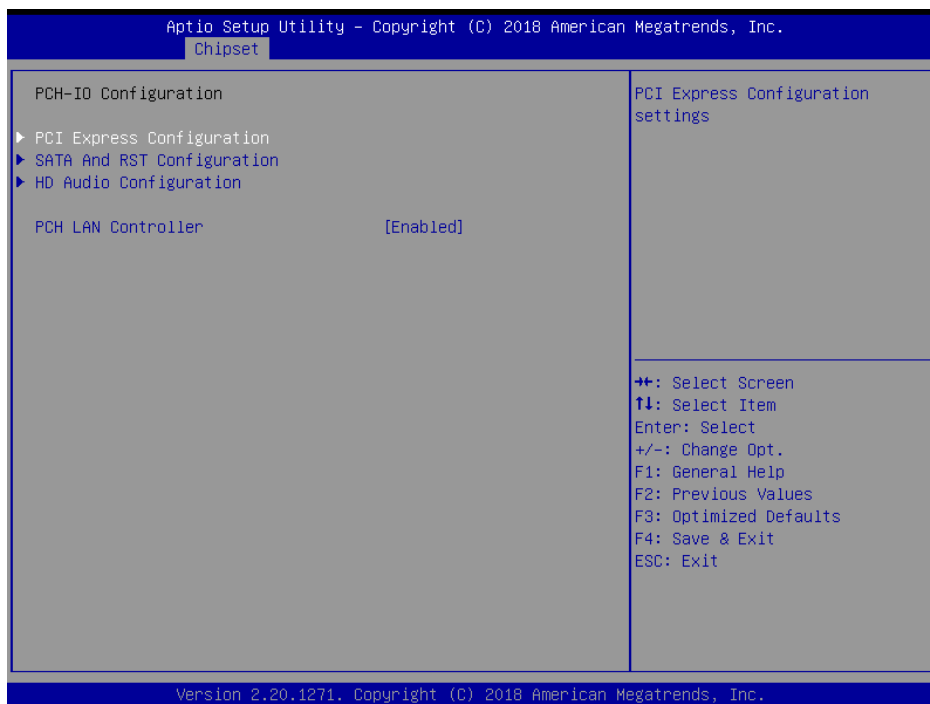 Aptio Setup Utility – Copyright (C) 2018 American Megatrends, Inc.
Chipset
PCH-IO Configuration
PCI Express Configuration
SATA And RST Configuration
HD Audio Configuration
PCH LAN Controller [Enabled]
PCI Express Configuration
settings
→←: Select Screen
↑↓: Select Item
Enter: Select
+/-: Change Opt.
F1: General Help
F2: Previous Values
F3: Optimized Defaults
F4: Save & Exit
ESC: Exit
Version 2.20.1271. Copyright (C) 2018 American Megatrends, Inc.